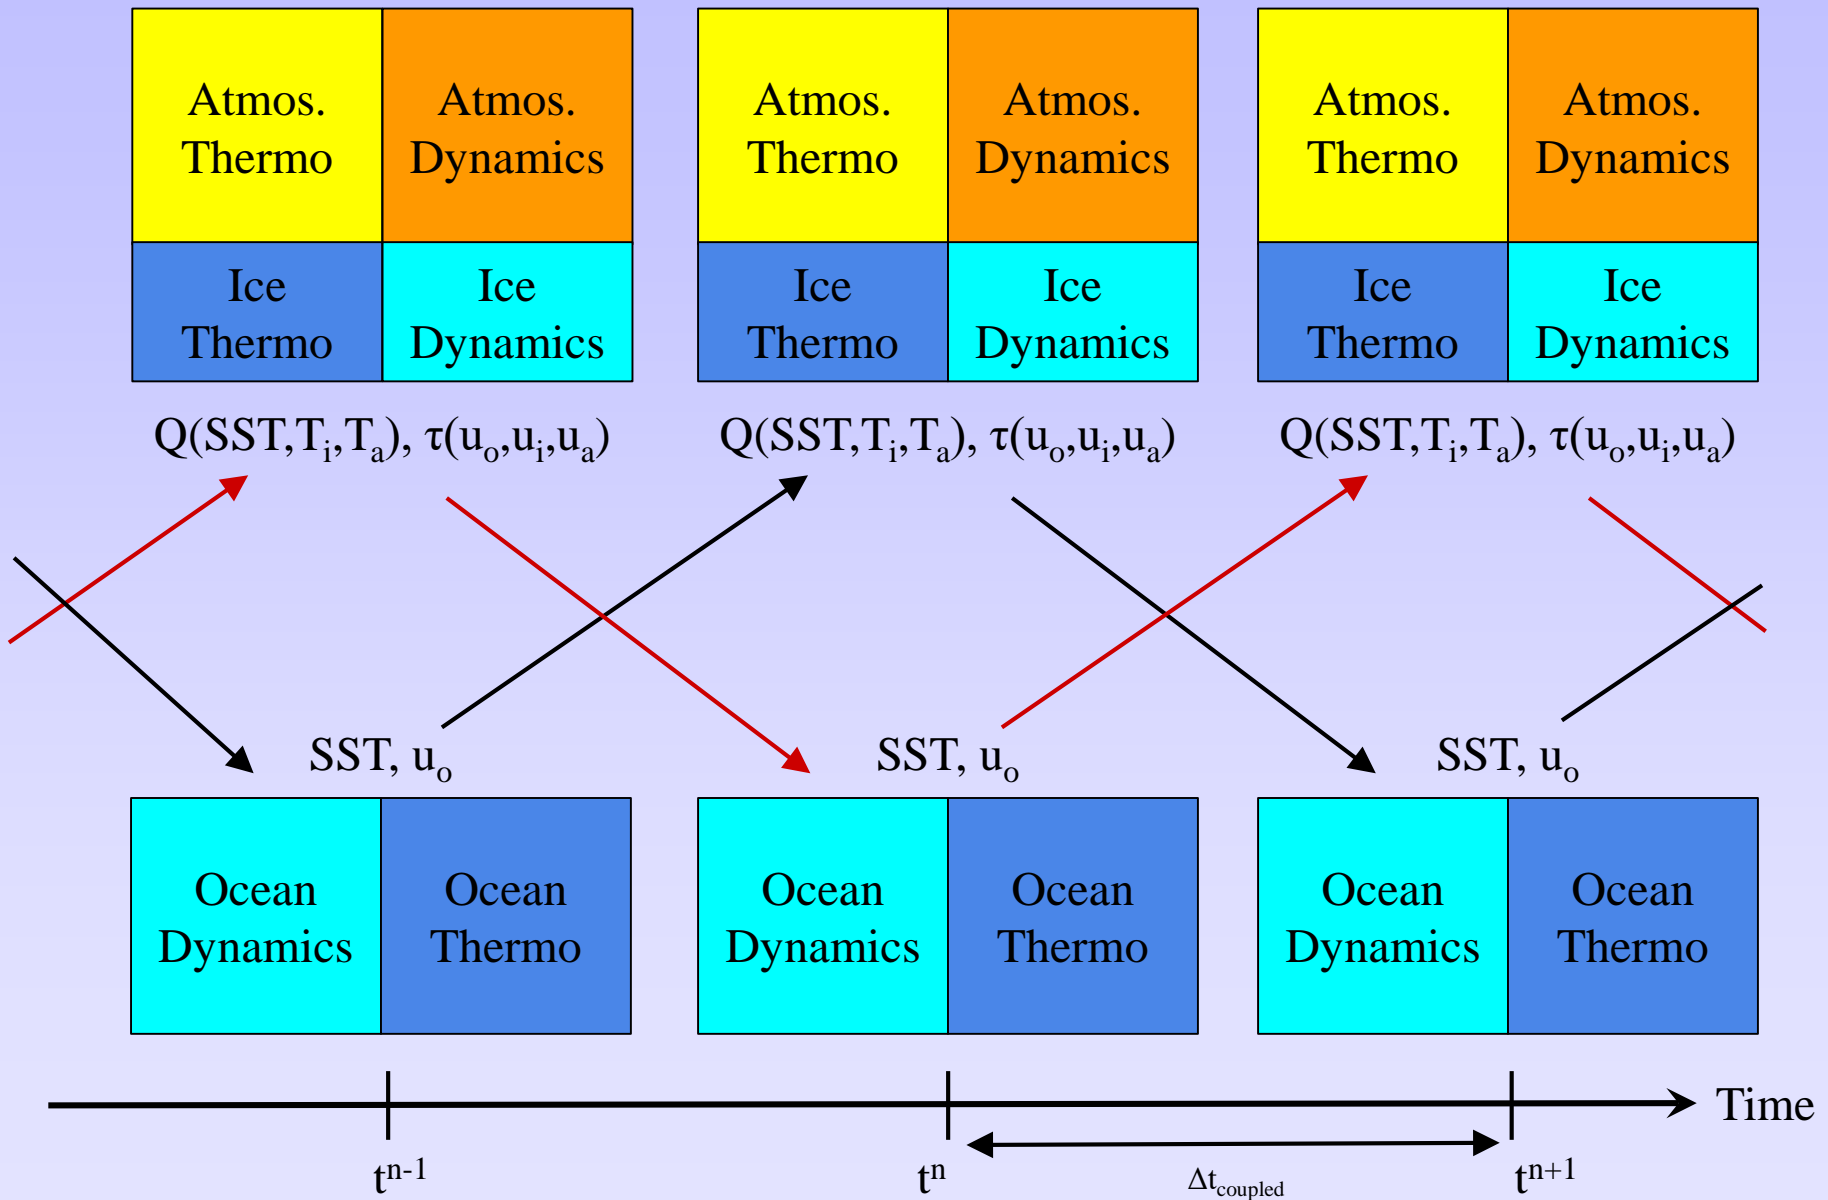 Atmos. Atmos. Atmos. Atmos. Atmos. Atmos.
Thermo Dynamics Thermo Dynamics Thermo Dynamics
Ice Ice Ice Ice Ice Ice
Thermo Dynamics Thermo Dynamics Thermo Dynamics
Q(SST,Tᵢ,Tₐ), τ(uₒ,uᵢ,uₐ) Q(SST,Tᵢ,Tₐ), τ(uₒ,uᵢ,uₐ) Q(SST,Tᵢ,Tₐ), τ(uₒ,uᵢ,uₐ)
SST, uₒ SST, uₒ SST, uₒ
Ocean Ocean Ocean Ocean Ocean Ocean
Dynamics Thermo Dynamics Thermo Dynamics Thermo
Time
tⁿ⁻¹ tⁿ Δt_coupled tⁿ⁺¹